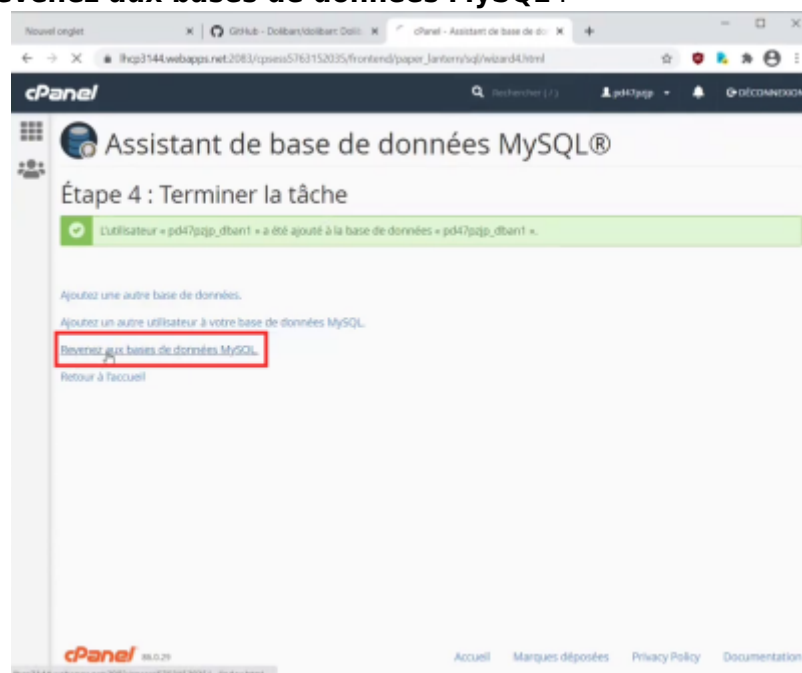 evenez aux bases de données MySQL
Nouvel onglet GitHub - Dolibarr/dolibarr: Doli cPanel - Assistant de base de do
lhcp3144.webapps.net:2083/cpsess5763152035/frontend/paper_lantern/sql/wizard4.html
cPanel Rechercher ( / ) pd47pzjp DÉCONNEXION
Assistant de base de données MySQL®
Étape 4 : Terminer la tâche
L'utilisateur « pd47pzjp_dban1 » a été ajouté à la base de données « pd47pzjp_dban1 ».
Ajoutez une autre base de données.
Ajoutez un autre utilisateur à votre base de données MySQL.
Revenez aux bases de données MySQL.
Retour à l'accueil
cPanel 88.0.29 Accueil Marques déposées Privacy Policy Documentation